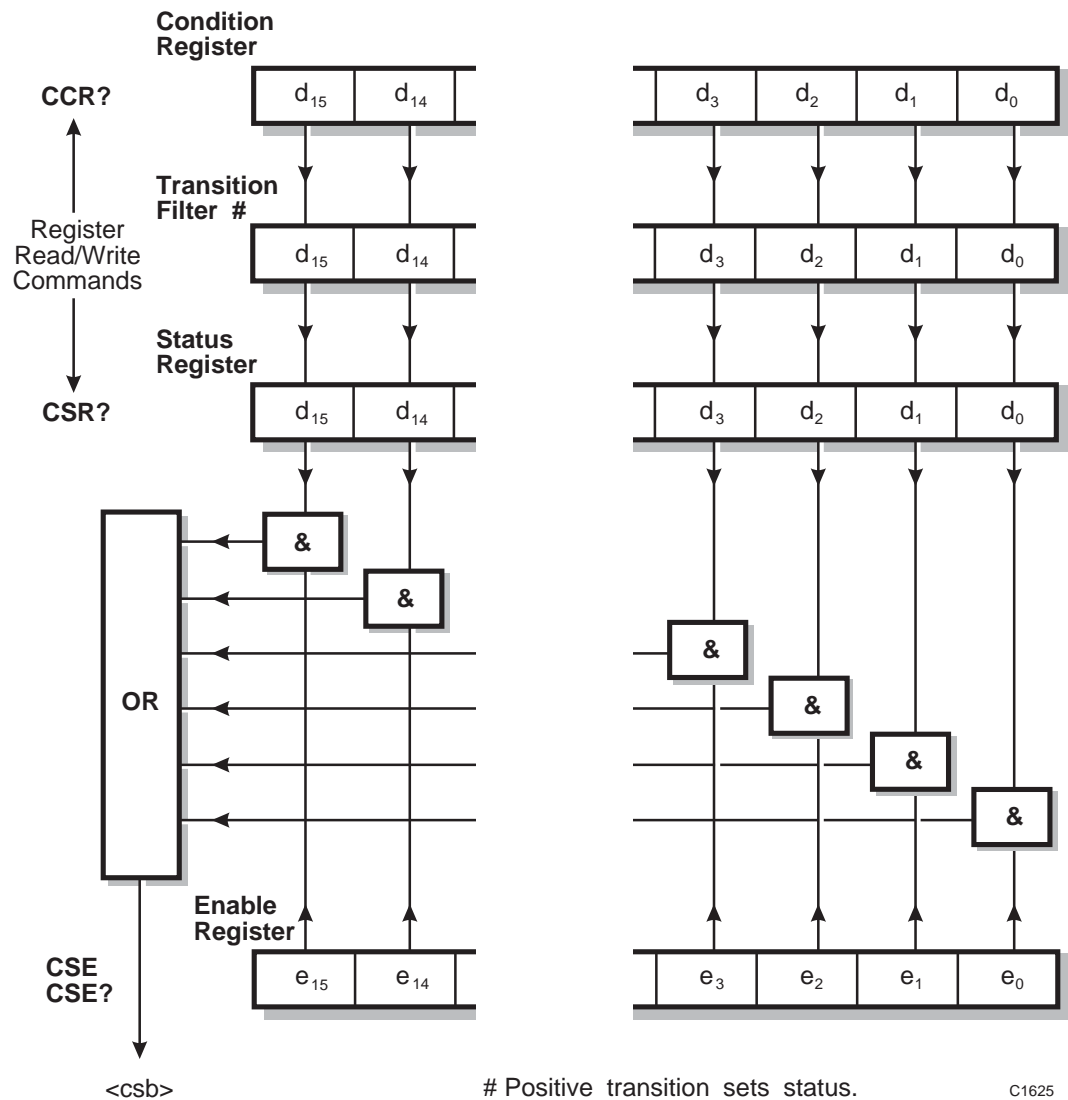 Condition
Register
CCR?
d15 d14 d3 d2 d1 d0
Transition
Filter #
Register
Read/Write
Commands
d15 d14 d3 d2 d1 d0
Status
Register
CSR?
d15 d14 d3 d2 d1 d0
&
&
&
OR
&
&
&
Enable
Register
CSE
CSE?
e15 e14 e3 e2 e1 e0
<csb>
# Positive transition sets status.
C1625